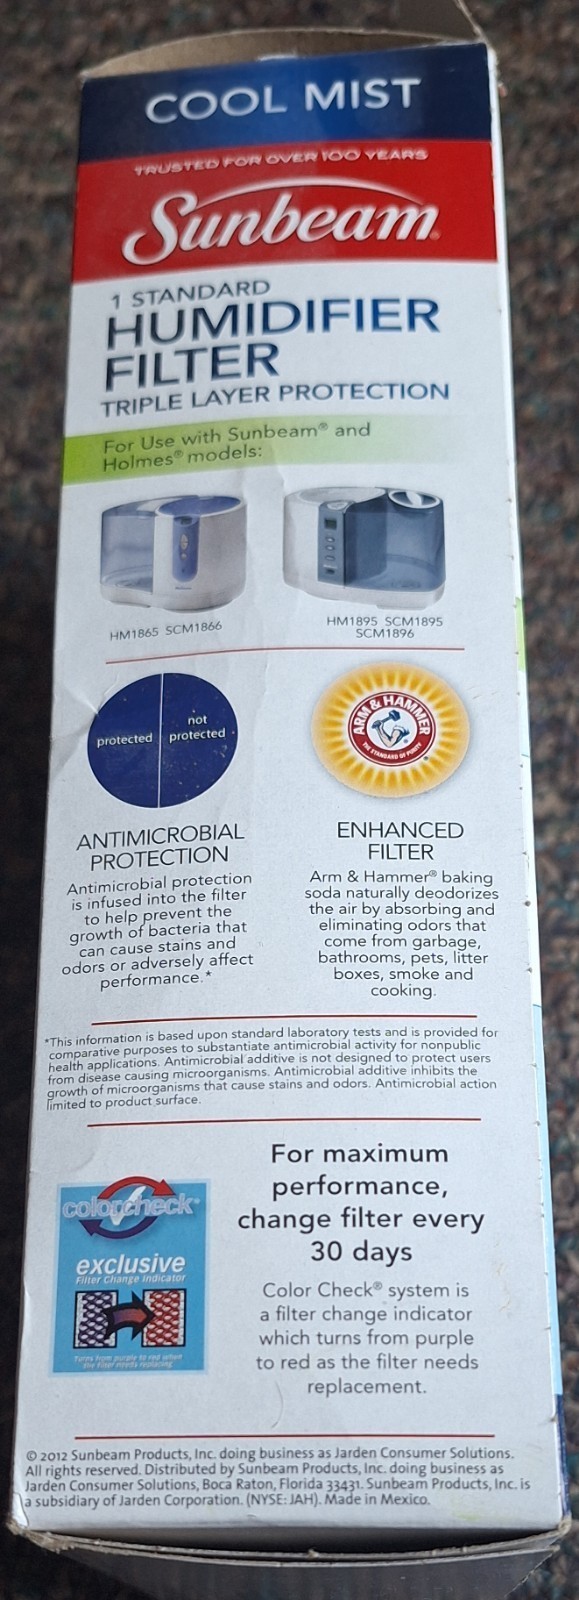 COOL MIST
TRUSTED FOR OVER 100 YEARS
Sunbeam®
1 STANDARD
HUMIDIFIER
FILTER
TRIPLE LAYER PROTECTION
For Use with Sunbeam® and
Holmes® models:
HM1865 SCM1866
HM1895 SCM1895
SCM1896
protected
not
protected
ARM & HAMMER
THE STANDARD OF PURITY
ANTIMICROBIAL
PROTECTION
Antimicrobial protection
is infused into the filter
to help prevent the
growth of bacteria that
can cause stains and
odors or adversely affect
performance.*
ENHANCED
FILTER
Arm & Hammer® baking
soda naturally deodorizes
the air by absorbing and
eliminating odors that
come from garbage,
bathrooms, pets, litter
boxes, smoke and
cooking.
*This information is based upon standard laboratory tests and is provided for
comparative purposes to substantiate antimicrobial activity for nonpublic
health applications. Antimicrobial additive is not designed to protect users
from disease causing microorganisms. Antimicrobial additive inhibits the
growth of microorganisms that cause stains and odors. Antimicrobial action
limited to product surface.
colorcheck®
exclusive
Filter Change Indicator
Turns from purple to red when
the filter needs replacing
For maximum
performance,
change filter every
30 days
Color Check® system is
a filter change indicator
which turns from purple
to red as the filter needs
replacement.
© 2012 Sunbeam Products, Inc. doing business as Jarden Consumer Solutions.
All rights reserved. Distributed by Sunbeam Products, Inc. doing business as
Jarden Consumer Solutions, Boca Raton, Florida 33431. Sunbeam Products, Inc. is
a subsidiary of Jarden Corporation. (NYSE: JAH). Made in Mexico.